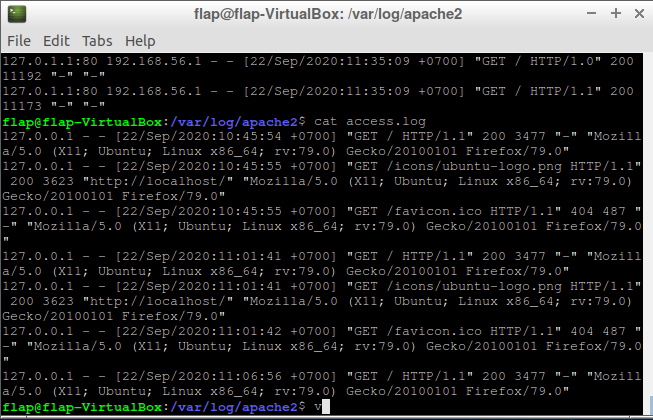 flap@flap-VirtualBox: /var/log/apache2
File Edit Tabs Help
127.0.1.1:80 192.168.56.1 - - [22/Sep/2020:11:35:09 +0700] "GET / HTTP/1.0" 200
11192 "-" "-"
127.0.1.1:80 192.168.56.1 - - [22/Sep/2020:11:35:09 +0700] "GET / HTTP/1.1" 200
11173 "-" "-"
flap@flap-VirtualBox:/var/log/apache2$ cat access.log
127.0.0.1 - - [22/Sep/2020:10:45:54 +0700] "GET / HTTP/1.1" 200 3477 "-" "Mozill
a/5.0 (X11; Ubuntu; Linux x86_64; rv:79.0) Gecko/20100101 Firefox/79.0"
127.0.0.1 - - [22/Sep/2020:10:45:55 +0700] "GET /icons/ubuntu-logo.png HTTP/1.1"
 200 3623 "http://localhost/" "Mozilla/5.0 (X11; Ubuntu; Linux x86_64; rv:79.0)
Gecko/20100101 Firefox/79.0"
127.0.0.1 - - [22/Sep/2020:10:45:55 +0700] "GET /favicon.ico HTTP/1.1" 404 487 "
-" "Mozilla/5.0 (X11; Ubuntu; Linux x86_64; rv:79.0) Gecko/20100101 Firefox/79.0
"
127.0.0.1 - - [22/Sep/2020:11:01:41 +0700] "GET / HTTP/1.1" 200 3477 "-" "Mozill
a/5.0 (X11; Ubuntu; Linux x86_64; rv:79.0) Gecko/20100101 Firefox/79.0"
127.0.0.1 - - [22/Sep/2020:11:01:41 +0700] "GET /icons/ubuntu-logo.png HTTP/1.1"
 200 3623 "http://localhost/" "Mozilla/5.0 (X11; Ubuntu; Linux x86_64; rv:79.0)
Gecko/20100101 Firefox/79.0"
127.0.0.1 - - [22/Sep/2020:11:01:42 +0700] "GET /favicon.ico HTTP/1.1" 404 487 "
-" "Mozilla/5.0 (X11; Ubuntu; Linux x86_64; rv:79.0) Gecko/20100101 Firefox/79.0
"
127.0.0.1 - - [22/Sep/2020:11:06:56 +0700] "GET / HTTP/1.1" 200 3477 "-" "Mozill
a/5.0 (X11; Ubuntu; Linux x86_64; rv:79.0) Gecko/20100101 Firefox/79.0"
flap@flap-VirtualBox:/var/log/apache2$ v